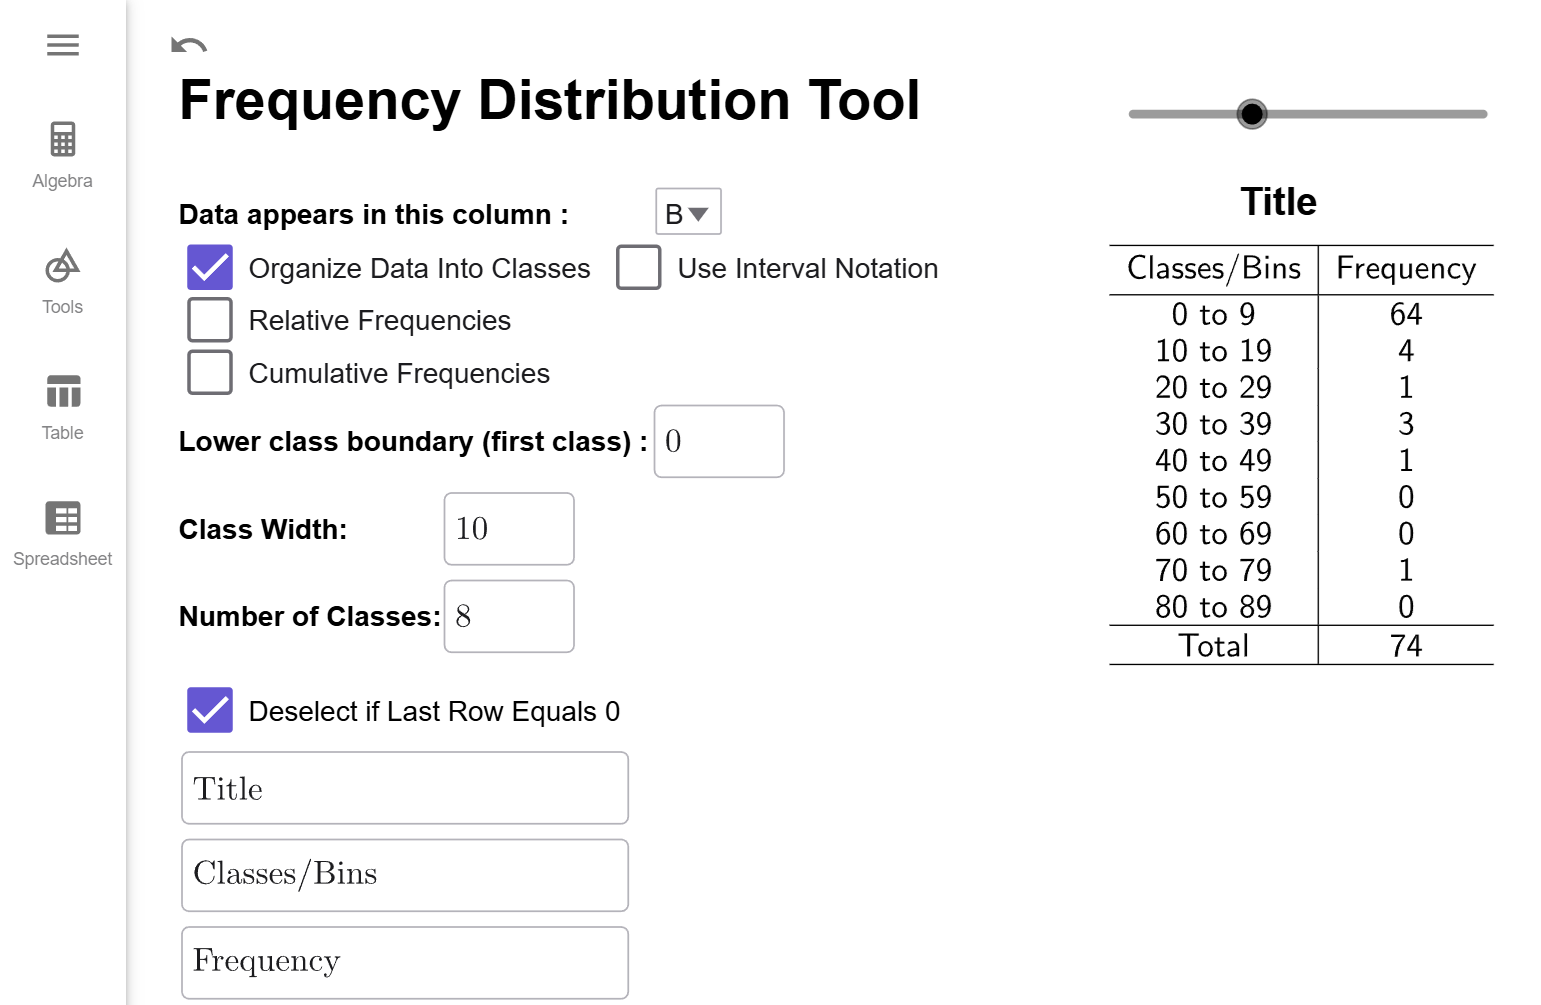 Algebra
Tools
Table
Spreadsheet
Frequency Distribution Tool
Data appears in this column : B
Organize Data Into Classes Use Interval Notation
Relative Frequencies
Cumulative Frequencies
Lower class boundary (first class) : 0
Class Width: 10
Number of Classes: 8
Deselect if Last Row Equals 0
Title
Classes/Bins
Frequency
Title
Classes/Bins Frequency
0 to 9 64
10 to 19 4
20 to 29 1
30 to 39 3
40 to 49 1
50 to 59 0
60 to 69 0
70 to 79 1
80 to 89 0
Total 74